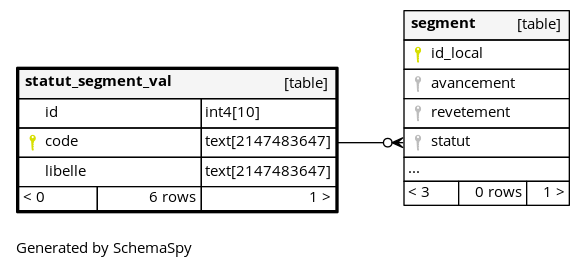 segment [table]
id_local
avancement
revetement
statut
...
< 3 0 rows 1 >
statut_segment_val [table]
id int4[10]
code text[2147483647]
libelle text[2147483647]
< 0 6 rows 1 >
Generated by SchemaSpy